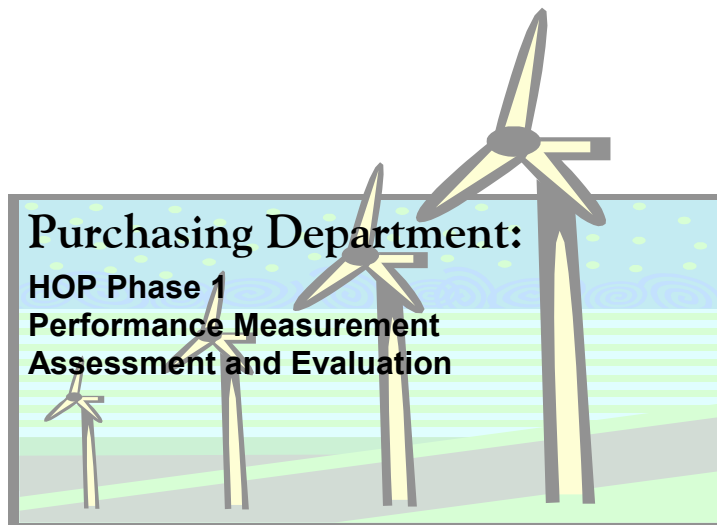 Purchasing Department:
HOP Phase 1
Performance Measurement
Assessment and Evaluation